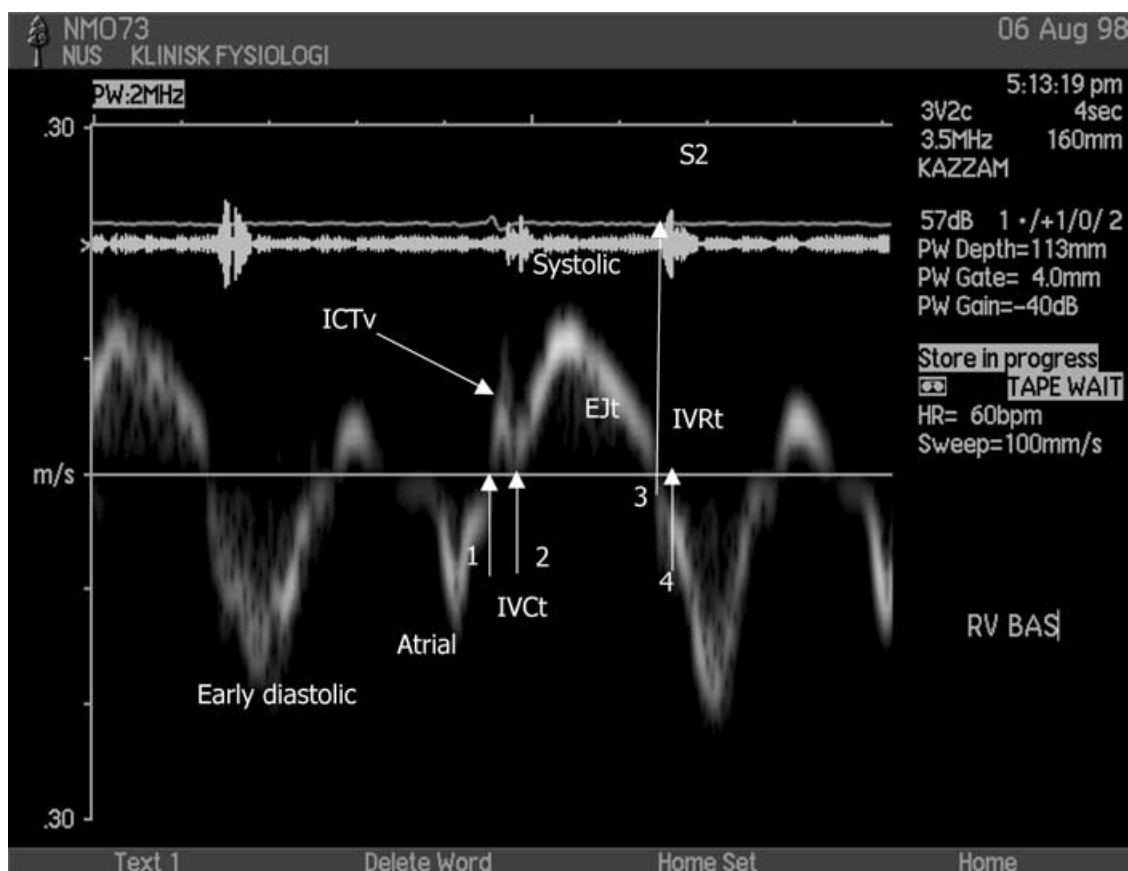 NMO73
06 Aug 98
NUS KLINISK FYSIOLOGI
PW:2MHz
5:13:19 pm
3V2c 4sec
3.5MHz 160mm
KAZZAM
57dB 1 •/+1/0/2
PW Depth=113mm
PW Gate= 4.0mm
PW Gain=-40dB
Store in progress
TAPE WAIT
HR= 60bpm
Sweep=100mm/s
.30
S2
Systolic
ICTv
EJt
IVRt
m/s
3
1
2
4
IVCt
Atrial
Early diastolic
RV BAS
.30
Text 1 Delete Word Home Set Home